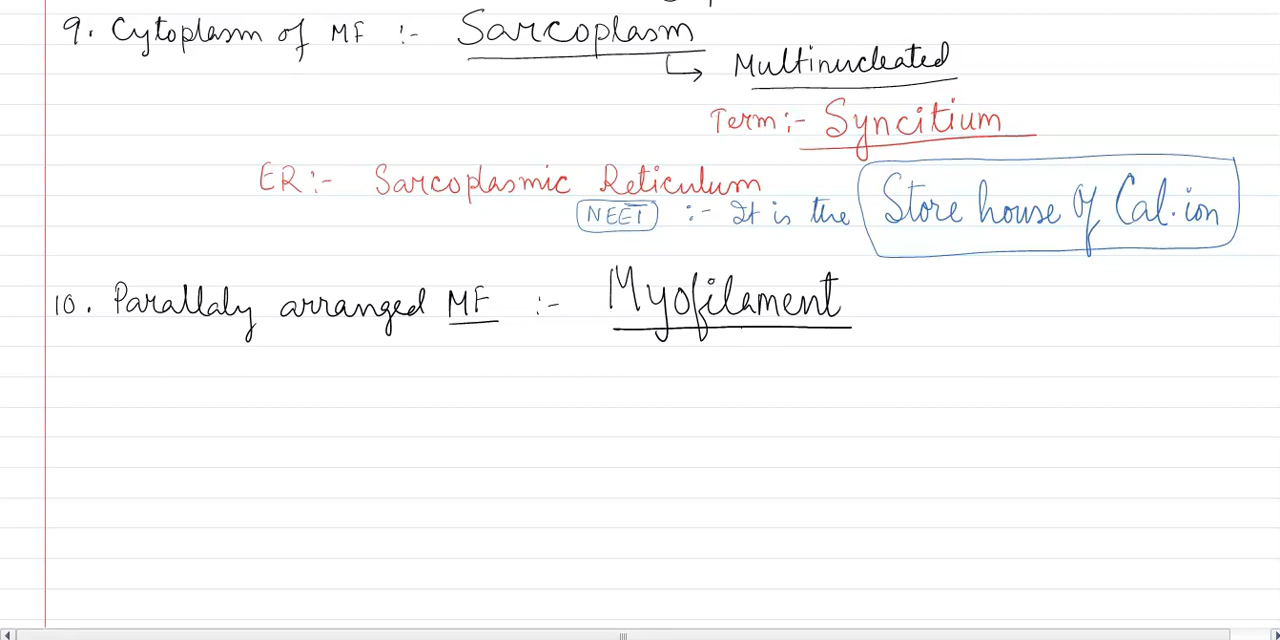 9. Cytoplasm of MF :- Sarcoplasm
↳ Multinucleated
Term:- Syncitium
ER:- Sarcoplasmic Reticulum
NEET :- It is the Store house of Cal.ion
10. Parallaly arranged MF :- Myofilament